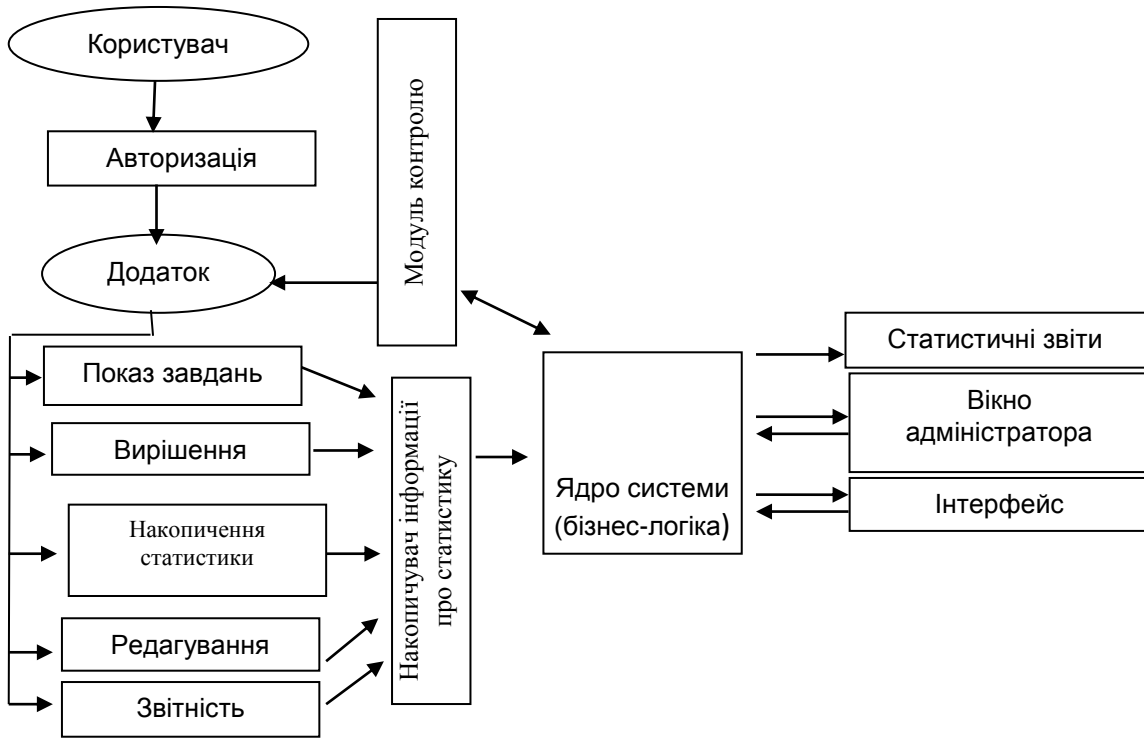 Користувач
Авторизація
Додаток
Модуль контролю
Показ завдань
Вирішення
Накопичення
статистики
Редагування
Звітність
Накопичувач інформації
про статистику
Ядро системи
(бізнес-логіка)
Статистичні звіти
Вікно
адміністратора
Інтерфейс